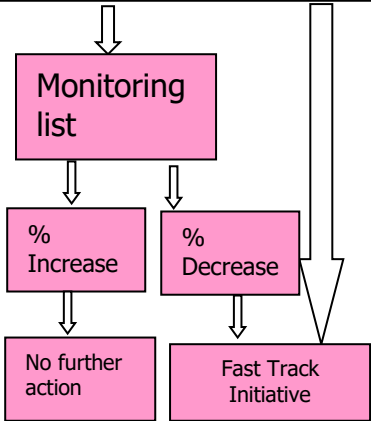 Monitoring
list
%
Increase
%
Decrease
No further
action
Fast Track
Initiative